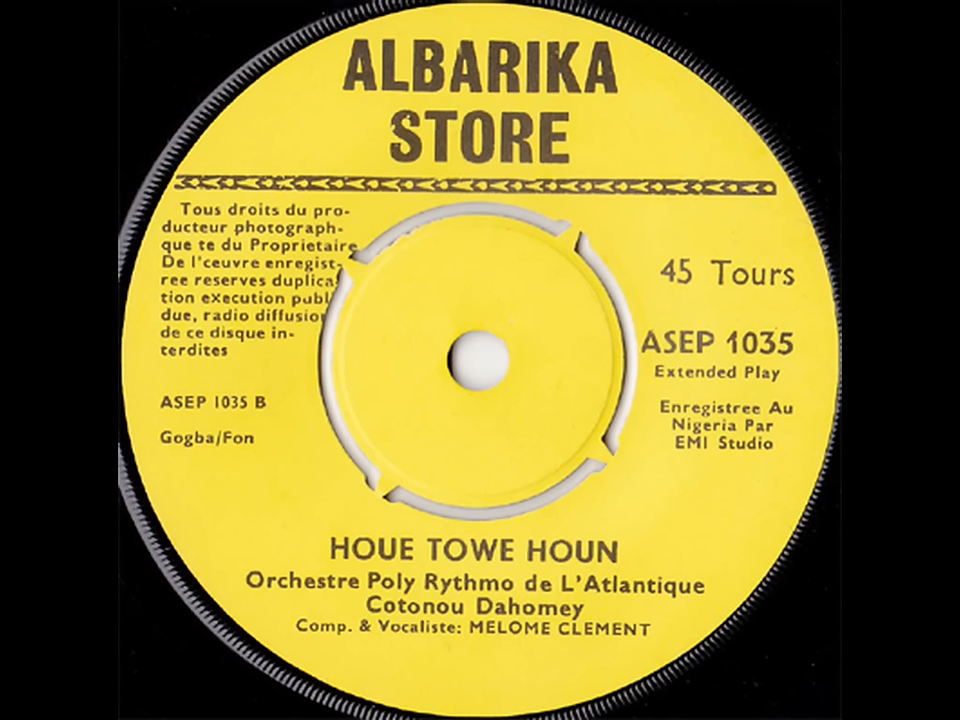 ALBARIKA
STORE
Tous droits du pro-
ducteur photograph-
que te du Proprietaire
De l'ceuvre enregist-
ree reserves duplica
tion execution publi
due, radio diffusion
de ce disque in-
terdites
ASEP 1035 B
Gogba/Fon
45 Tours
ASEP 1035
Extended Play
Enregistree Au
Nigeria Par
EMI Studio
HOUE TOWE HOUN
Orchestre Poly Rythmo de L'Atlantique
Cotonou Dahomey
Comp. & Vocaliste: MELOME CLEMENT